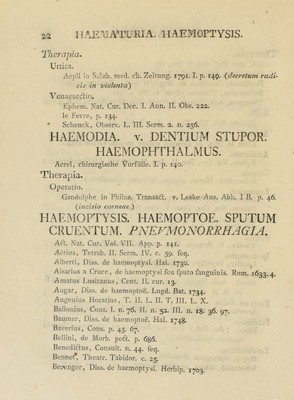 22 HAEMATURIA. HAEMOPTYSIS.
Therapia.
Urtica.
Aepli in Salzb. med. ch. Zeitung. 1791. I. p. 149. (decoctum radi-
cis in violenta)
Venaesectio.
Ephem. Nat. Cur. Dec. I. Ann. II. Obs. 222.
le Fevre, p. 134.
Schenck, Observ. L. III. Serm. 2. n. 256.
HAEMODIA. v. DENTIUM STUPOR.
HAEMOPHTHALMUS.
Acrel, chirurgische Vorfälle. I. p. 140.
Therapia.
Operatio.
Gandolphe in Philos. Transact. v. Leske Aus. Abh. I B. p. 46.
(incisio corneae.)
HAEMOPTYSIS. HAEMOPTOE. SPUTUM
CRUENTUM. PNEVMONORRHAGIA.
Act. Nat. Cur. Vol. VII. App. p. 141.
Aetius, Tetrab. II. Serm. IV. c. 59. seq.
Alberti, Diss. de haemoptysi. Hal. 1730.
Alsarius a Cruce, de haemoptysi seu sputo sanguinis. Rom. 1633. 4.
Amatus Lusitanus, Cent. II. cur. 13.
Augar, Diss. de haemoptoë. Lugd. Bat. 1734.
Augenius Horatius, T. II. L. II. T. III. L. X.
Ballonius, Cons. I. n. 76. II. n. 52. III. n. 18. 36. 97.
Baumer, Diss. de haemoptoë. Hal. 1748.
Baverius, Cons. p. 45. 67.
Bellini, de Morb. pect. p. 686.
Benedictus, Consult. n. 44. seq.
Bennet, Theatr. Tabidor. c. 25.
Berenger, Diss. de haemoptysi. Herbip. 1703.